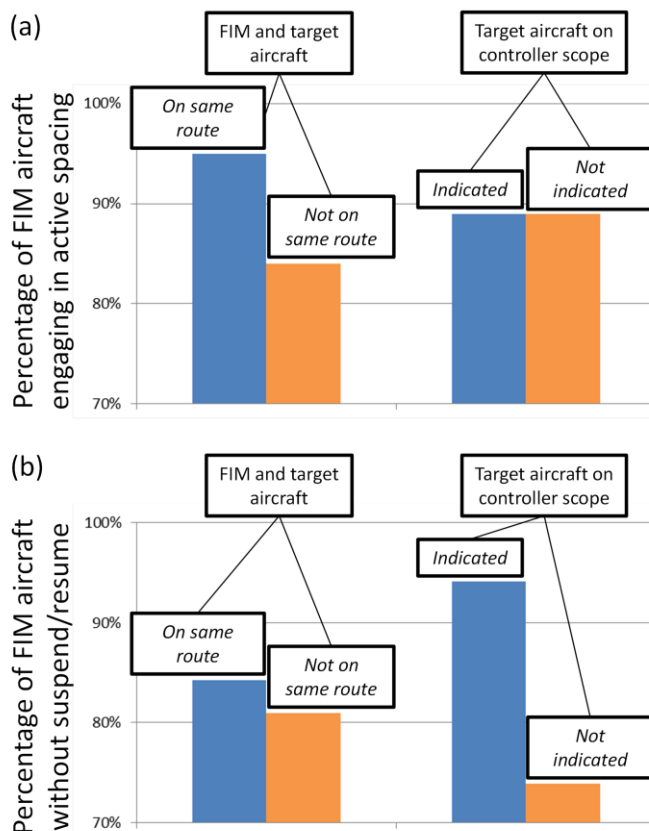 (a)
FIM and target
aircraft
Target aircraft on
controller scope
Percentage of FIM aircraft
engaging in active spacing
100%
90%
80%
70%
On same
route
Not on
same route
Indicated
Not
indicated
(b)
FIM and target
aircraft
Target aircraft on
controller scope
Percentage of FIM aircraft
without suspend/resume
100%
90%
80%
70%
Indicated
On same
route
Not on
same route
Not
indicated